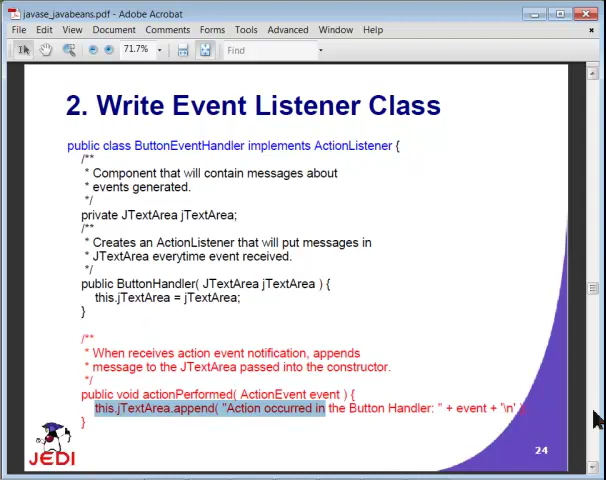 javase_javabeans.pdf - Adobe Acrobat
File Edit View Document Comments Forms Tools Advanced Window Help
71.7% Find
2. Write Event Listener Class
public class ButtonEventHandler implements ActionListener {
/**
* Component that will contain messages about
* events generated.
*/
private JTextArea jTextArea;
/**
* Creates an ActionListener that will put messages in
* JTextArea everytime event received.
*/
public ButtonHandler( JTextArea jTextArea ) {
this.jTextArea = jTextArea;
}
/**
* When receives action event notification, appends
* message to the JTextArea passed into the constructor.
*/
public void actionPerformed( ActionEvent event ) {
this.jTextArea.append( "Action occurred in the Button Handler: " + event + '\n' );
}
JEDI
24